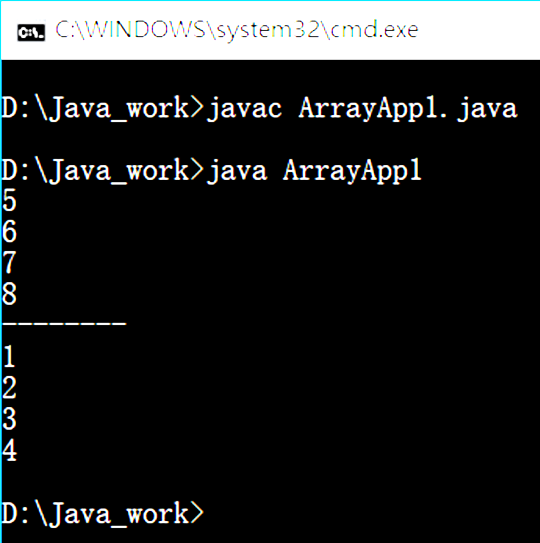 C:\WINDOWS\system32\cmd.exe
D:\Java_work>javac ArrayApp1.java
D:\Java_work>java ArrayApp1
5
6
7
8
--------
1
2
3
4
D:\Java_work>